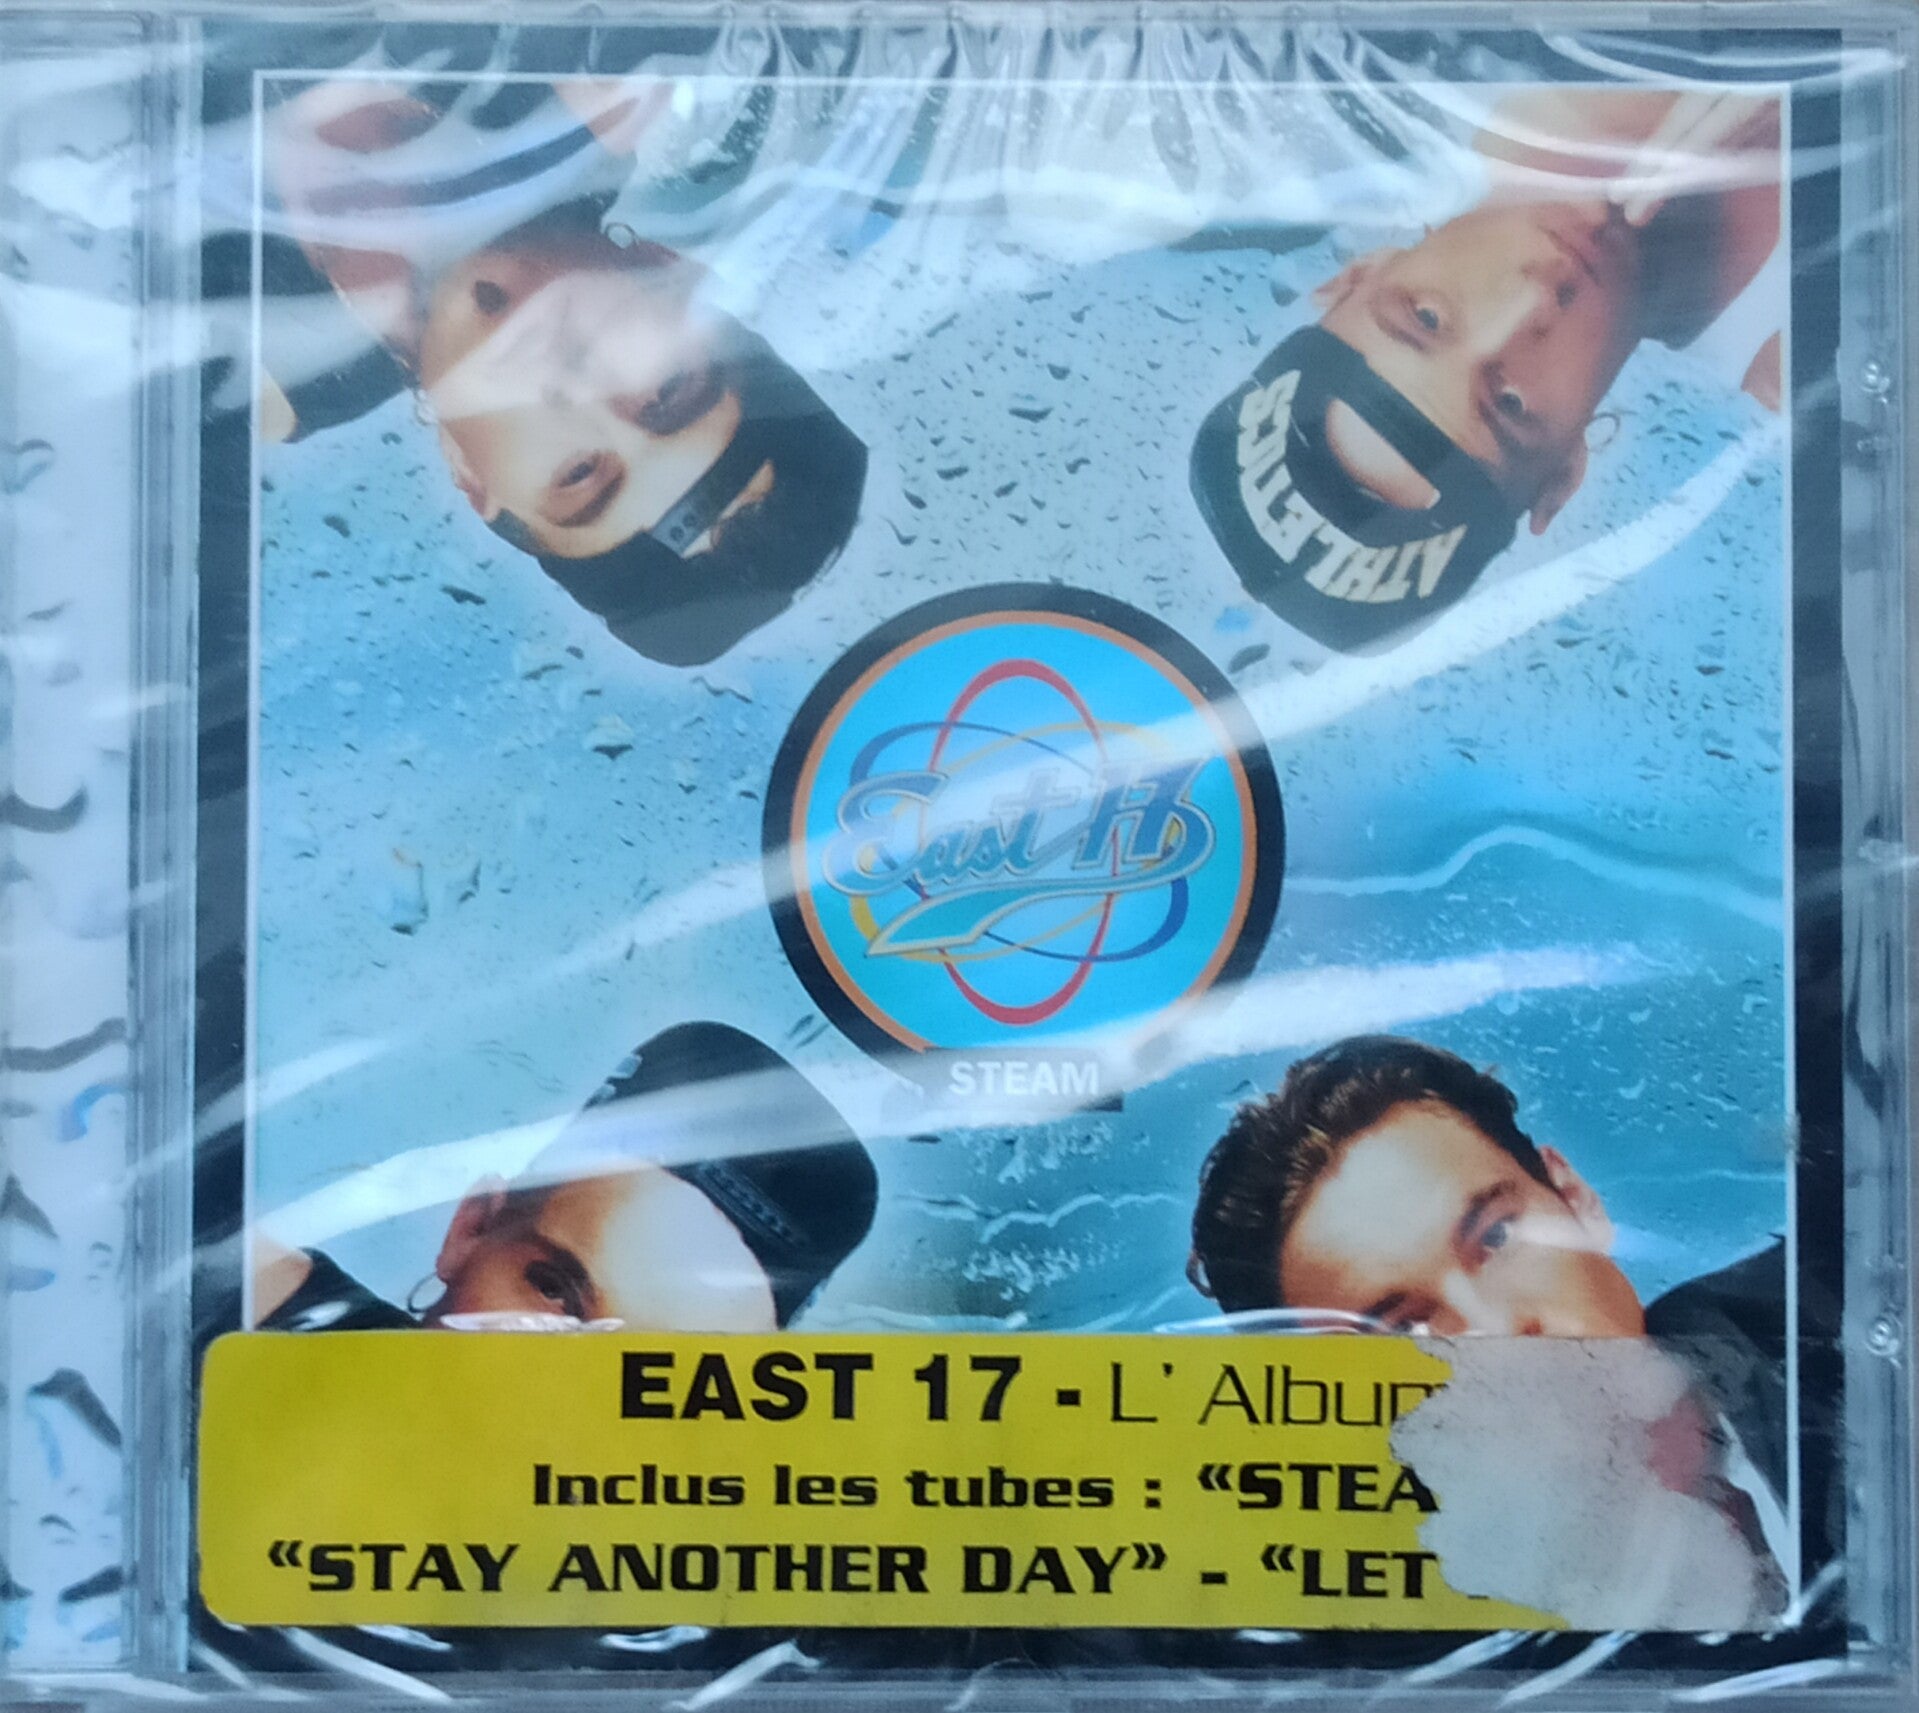 ATHLETICS
East 17
STEAM
EAST 17 - L' Album
Inclus les tubes : «STEA
«STAY ANOTHER DAY» - «LET